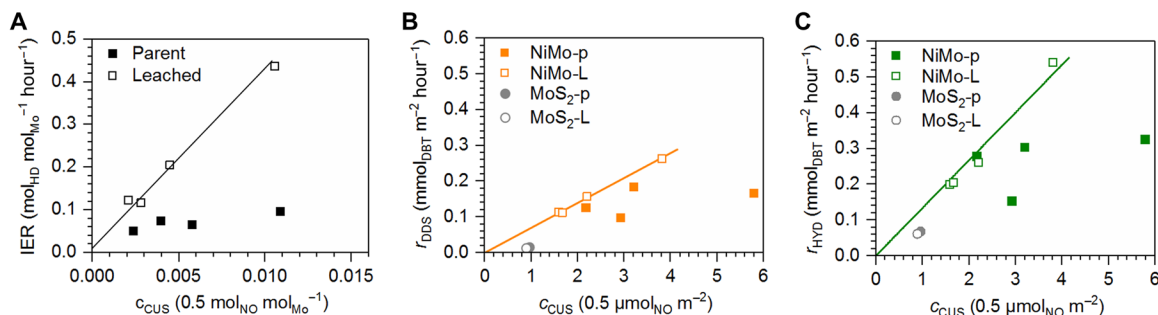 A
IER (mol_HD mol_Mo⁻¹ hour⁻¹)
0.5
0.4
0.3
0.2
0.1
0.0
Parent
Leached
0.000 0.005 0.010 0.015
c_CUS (0.5 mol_NO mol_Mo⁻¹)
B
r_DDS (mmol_DBT m⁻² hour⁻¹)
0.6
0.5
0.4
0.3
0.2
0.1
0.0
NiMo-p
NiMo-L
MoS₂-p
MoS₂-L
0 1 2 3 4 5 6
c_CUS (0.5 μmol_NO m⁻²)
C
r_HYD (mmol_DBT m⁻² hour⁻¹)
0.6
0.5
0.4
0.3
0.2
0.1
0.0
NiMo-p
NiMo-L
MoS₂-p
MoS₂-L
0 1 2 3 4 5 6
c_CUS (0.5 μmol_NO m⁻²)